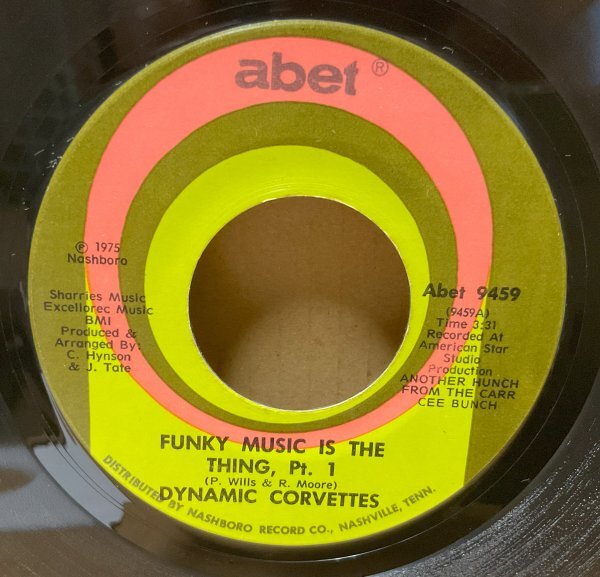 abet®
℗ 1975
Nashboro
Sharries Music
Excellorec Music
BMI
Produced &
Arranged By:
C. Hynson
& J. Tate
Abet 9459
(9459A)
Time 3:31
Recorded At
American Star
Studio
Production
ANOTHER HUNCH
FROM THE CARR
CEE BUNCH
FUNKY MUSIC IS THE
THING, Pt. 1
(P. Wills & R. Moore)
DYNAMIC CORVETTES
DISTRIBUTED BY NASHBORO RECORD CO., NASHVILLE, TENN.